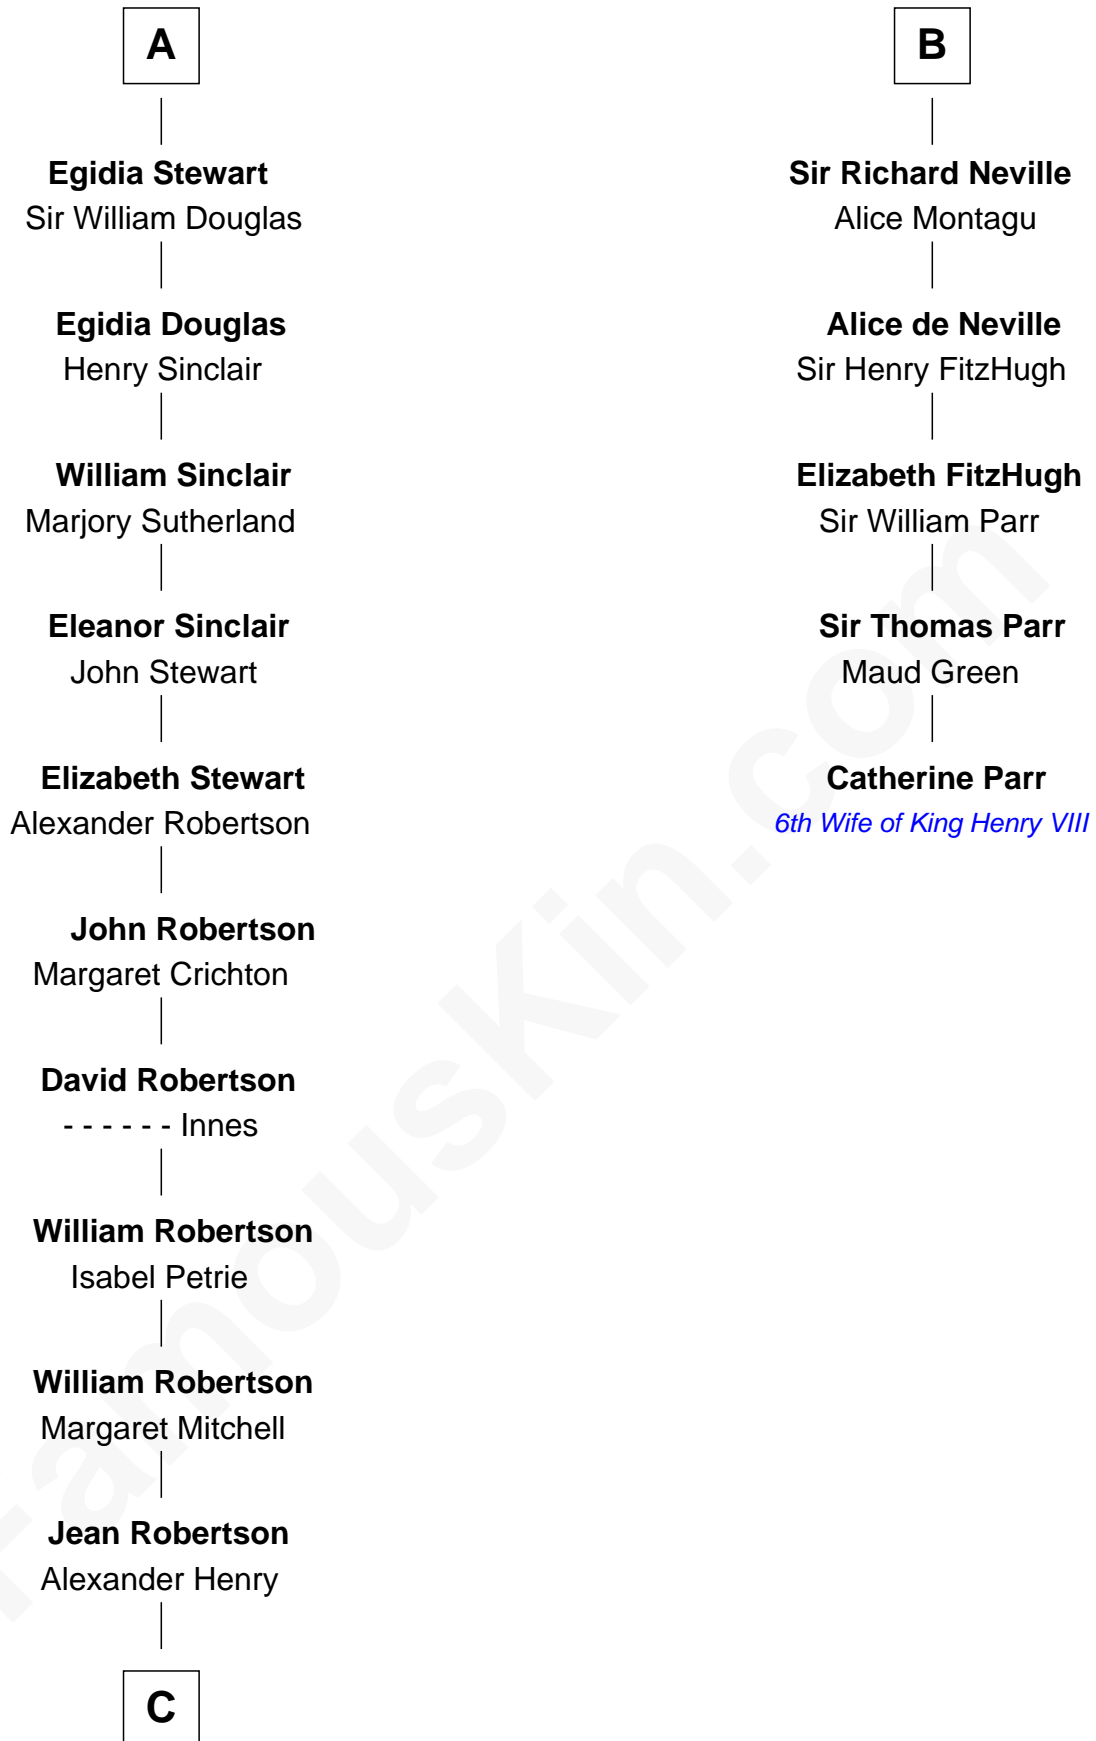 A
Egidia Stewart
Sir William Douglas
Egidia Douglas
Henry Sinclair
William Sinclair
Marjory Sutherland
Eleanor Sinclair
John Stewart
Elizabeth Stewart
Alexander Robertson
John Robertson
Margaret Crichton
David Robertson
- - - - - - Innes
William Robertson
Isabel Petrie
William Robertson
Margaret Mitchell
Jean Robertson
Alexander Henry
C
B
Sir Richard Neville
Alice Montagu
Alice de Neville
Sir Henry FitzHugh
Elizabeth FitzHugh
Sir William Parr
Sir Thomas Parr
Maud Green
Catherine Parr
6th Wife of King Henry VIII
FamousKin.com